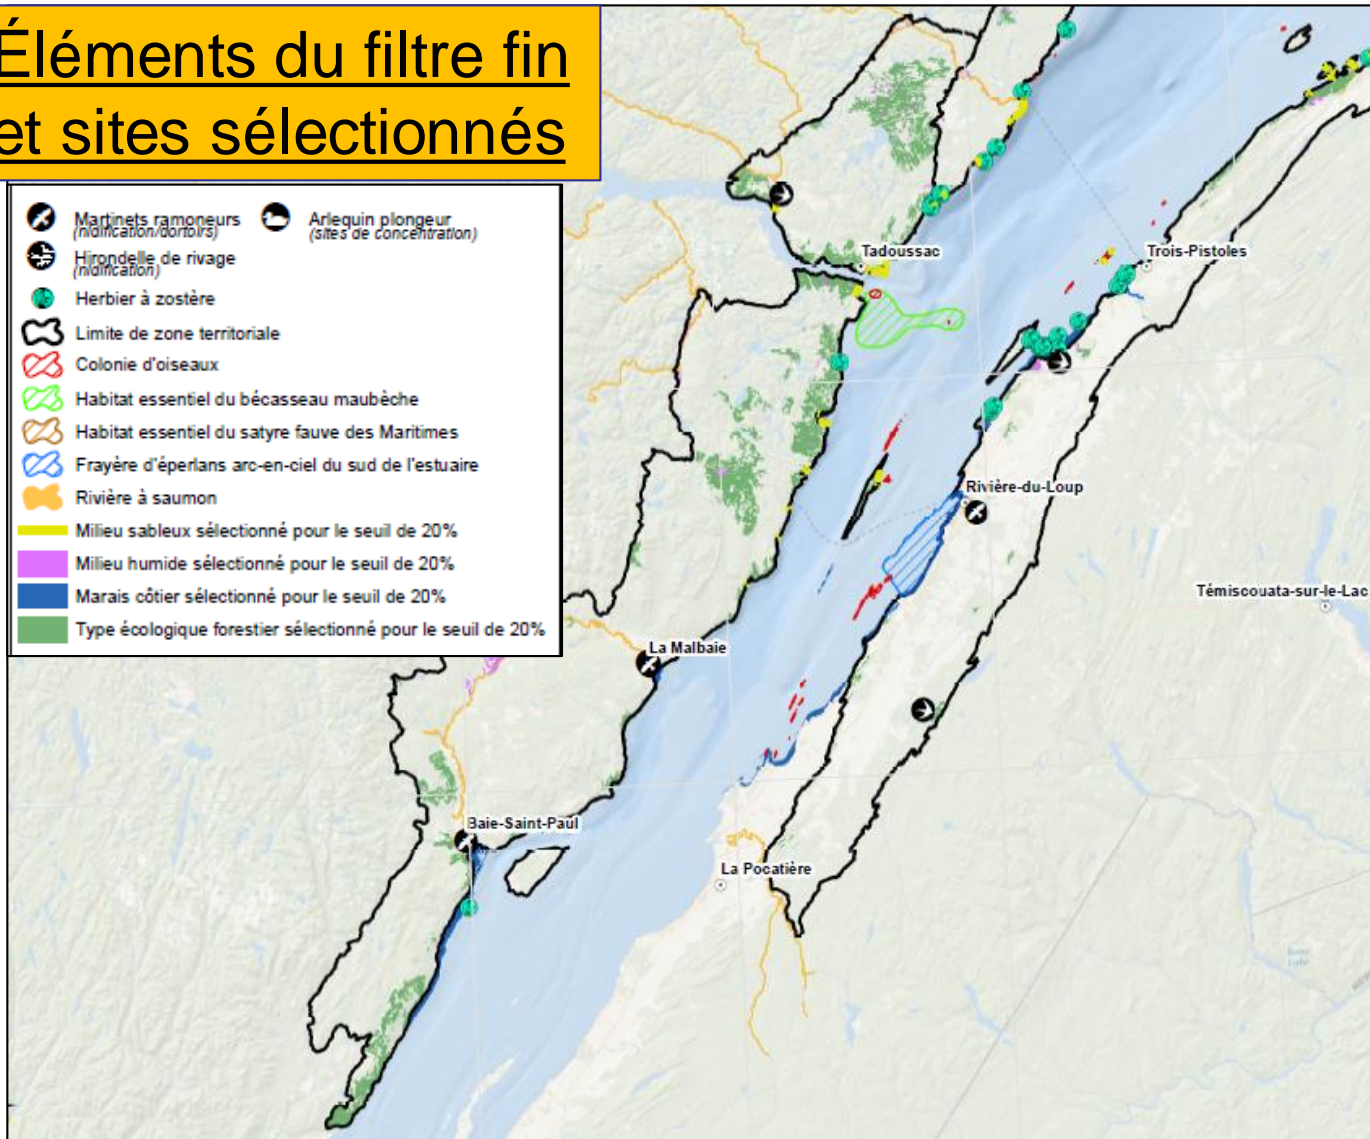 Éléments du filtre fin
et sites sélectionnés
Martinets ramoneurs
(nidification/dortoirs)
Arlequin plongeur
(sites de concentration)
Hirondelle de rivage
(nidification)
Herbier à zostère
Limite de zone territoriale
Colonie d'oiseaux
Habitat essentiel du bécasseau maubèche
Habitat essentiel du satyre fauve des Maritimes
Frayère d'éperlans arc-en-ciel du sud de l'estuaire
Rivière à saumon
Milieu sableux sélectionné pour le seuil de 20%
Milieu humide sélectionné pour le seuil de 20%
Marais côtier sélectionné pour le seuil de 20%
Type écologique forestier sélectionné pour le seuil de 20%
Tadoussac
Trois-Pistoles
Rivière-du-Loup
Témiscouata-sur-le-Lac
La Malbaie
Baie-Saint-Paul
La Pocatière